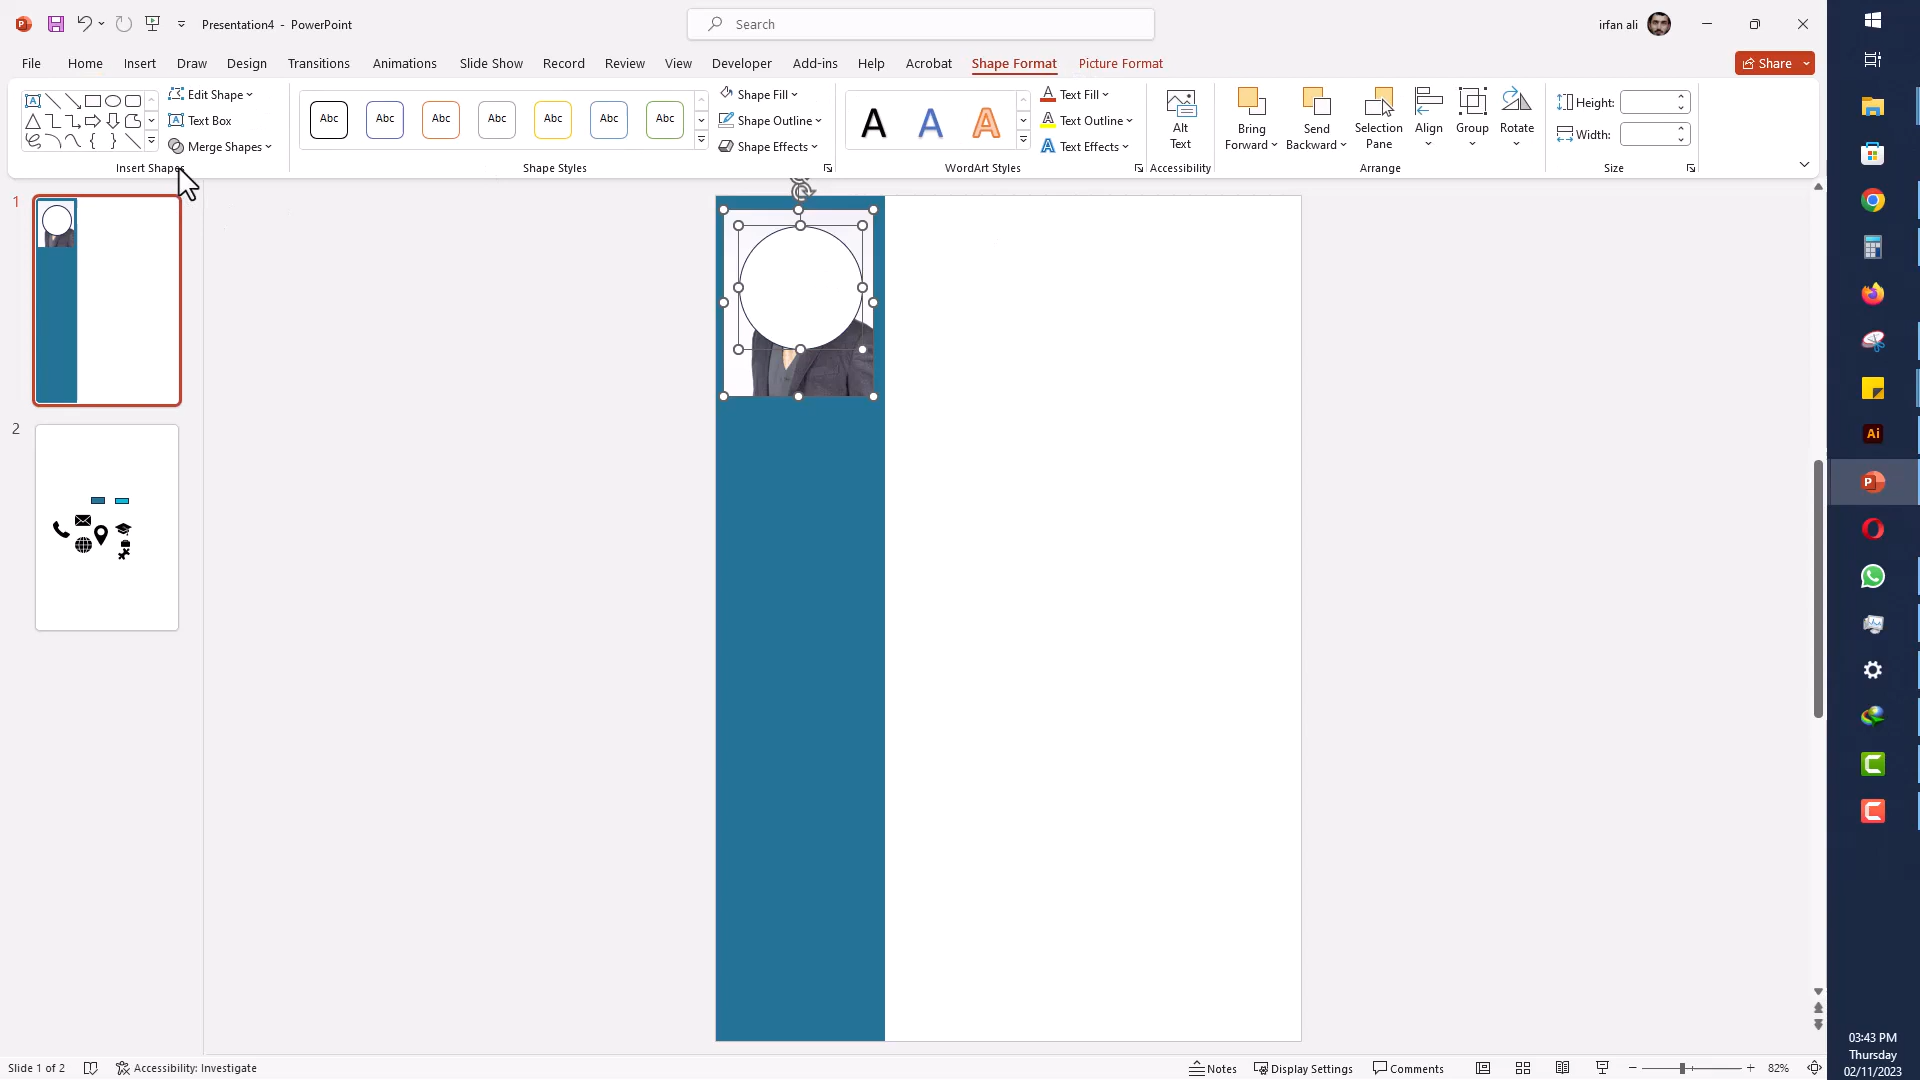 Presentation4 - PowerPoint
Search
irfan ali
File Home Insert Draw Design Transitions Animations Slide Show Record Review View Developer Add-ins Help Acrobat Shape Format Picture Format
Share
Edit Shape
Text Box
Merge Shapes
Insert Shapes
Abc Abc Abc Abc Abc Abc Abc
Shape Styles
Shape Fill
Shape Outline
Shape Effects
A A A
WordArt Styles
Text Fill
Text Outline
Text Effects
Alt
Text
Accessibility
Bring
Forward
Send
Backward
Selection
Pane
Align
Group
Rotate
Arrange
Height:
Width:
Size
1
2
Ai
P
03:43 PM
Thursday
02/11/2023
Slide 1 of 2
Accessibility: Investigate
Notes
Display Settings
Comments
82%